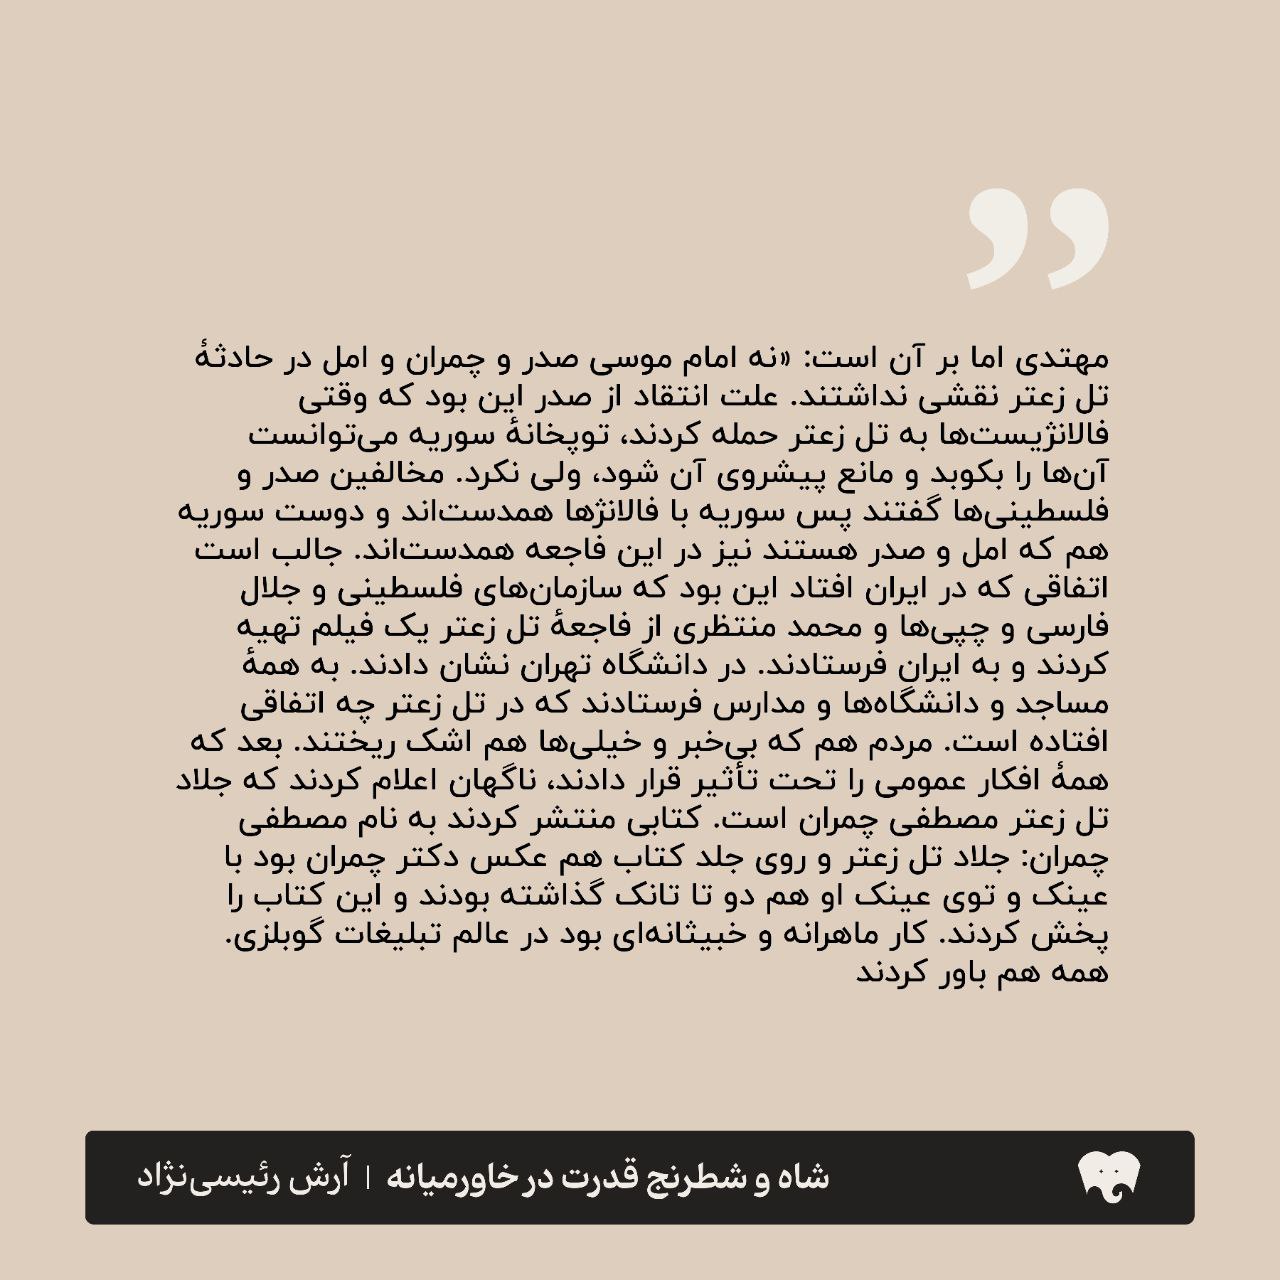 مهتدی اما بر آن است: «نه امام موسی صدر و چمران و امل در حادثهٔ
تل زعتر نقشی نداشتند. علت انتقاد از صدر این بود که وقتی
فالانژیست‌ها به تل زعتر حمله کردند، توپخانهٔ سوریه می‌توانست
آن‌ها را بکوبد و مانع پیشروی آن شود، ولی نکرد. مخالفین صدر و
فلسطینی‌ها گفتند پس سوریه با فالانژها همدست‌اند و دوست سوریه
هم که امل و صدر هستند نیز در این فاجعه همدست‌اند. جالب است
اتفاقی که در ایران افتاد این بود که سازمان‌های فلسطینی و جلال
فارسی و چپی‌ها و محمد منتظری از فاجعهٔ تل زعتر یک فیلم تهیه
کردند و به ایران فرستادند. در دانشگاه تهران نشان دادند. به همهٔ
مساجد و دانشگاه‌ها و مدارس فرستادند که در تل زعتر چه اتفاقی
افتاده است. مردم هم که بی‌خبر و خیلی‌ها هم اشک ریختند. بعد که
همهٔ افکار عمومی را تحت تأثیر قرار دادند، ناگهان اعلام کردند که جلاد
تل زعتر مصطفی چمران است. کتابی منتشر کردند به نام مصطفی
چمران: جلاد تل زعتر و روی جلد کتاب هم عکس دکتر چمران بود با
عینک و توی عینک او هم دو تا تانک گذاشته بودند و این کتاب را
پخش کردند. کار ماهرانه و خبیثانه‌ای بود در عالم تبلیغات گوبلزی.
همه هم باور کردند
شاه و شطرنج قدرت در خاورمیانه | آرش رئیسی‌نژاد